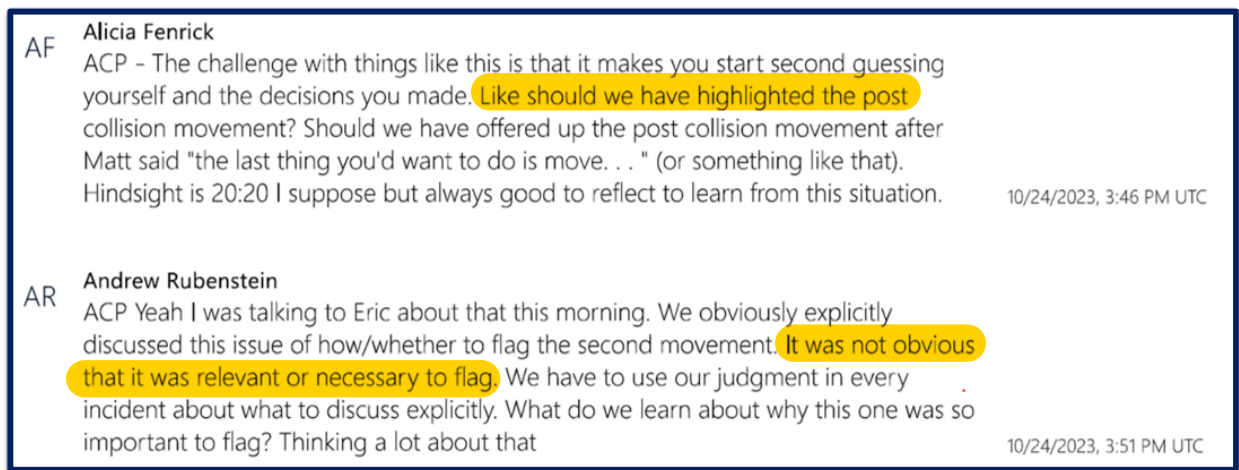 AF
Alicia Fenrick
ACP - The challenge with things like this is that it makes you start second guessing
yourself and the decisions you made. Like should we have highlighted the post
collision movement? Should we have offered up the post collision movement after
Matt said "the last thing you'd want to do is move. . . " (or something like that).
Hindsight is 20:20 I suppose but always good to reflect to learn from this situation.
10/24/2023, 3:46 PM UTC
AR
Andrew Rubenstein
ACP Yeah I was talking to Eric about that this morning. We obviously explicitly
discussed this issue of how/whether to flag the second movement. It was not obvious
that it was relevant or necessary to flag. We have to use our judgment in every
incident about what to discuss explicitly. What do we learn about why this one was so
important to flag? Thinking a lot about that
10/24/2023, 3:51 PM UTC